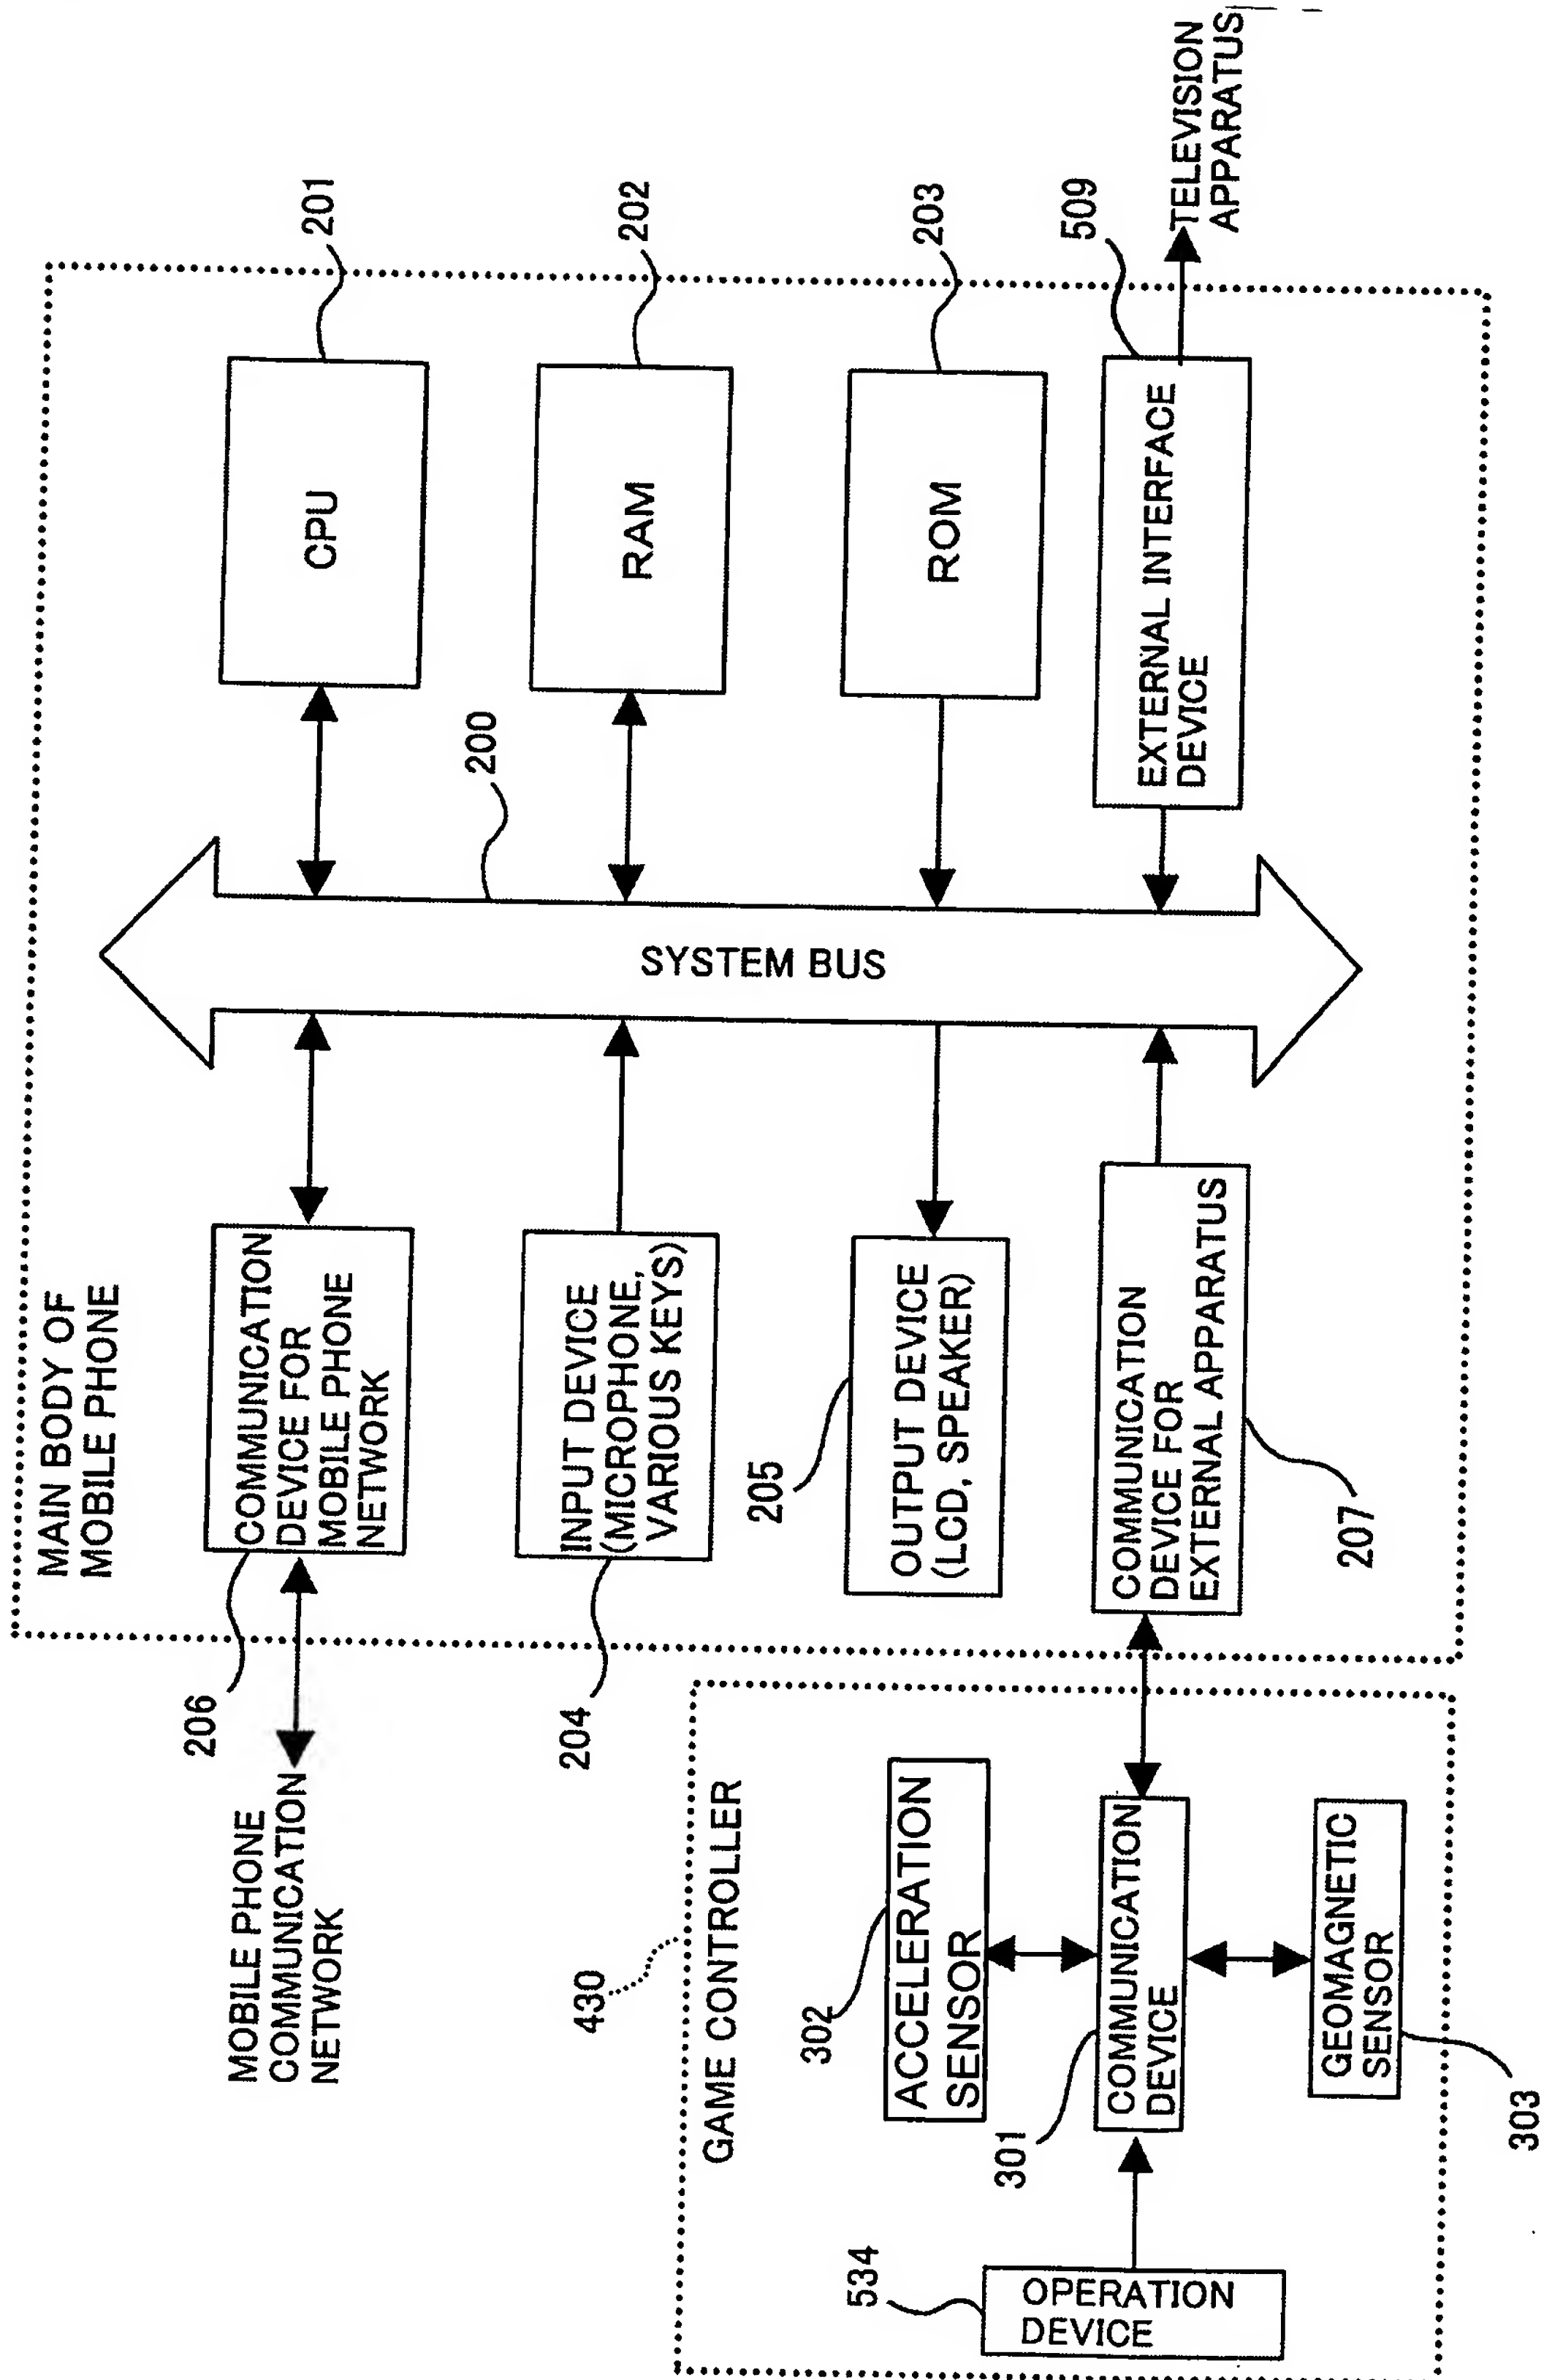 MAIN BODY OF
MOBILE PHONE
MOBILE PHONE
COMMUNICATION
NETWORK
206
COMMUNICATION
DEVICE FOR
MOBILE PHONE
NETWORK
CPU
201
204
INPUT DEVICE
(MICROPHONE,
VARIOUS KEYS)
200
SYSTEM BUS
RAM
202
205
OUTPUT DEVICE
(LCD, SPEAKER)
ROM
203
COMMUNICATION
DEVICE FOR
EXTERNAL APPARATUS
207
EXTERNAL INTERFACE
DEVICE
509
TELEVISION
APPARATUS
430
GAME CONTROLLER
302
ACCELERATION
SENSOR
301
COMMUNICATION
DEVICE
534
OPERATION
DEVICE
GEOMAGNETIC
SENSOR
303